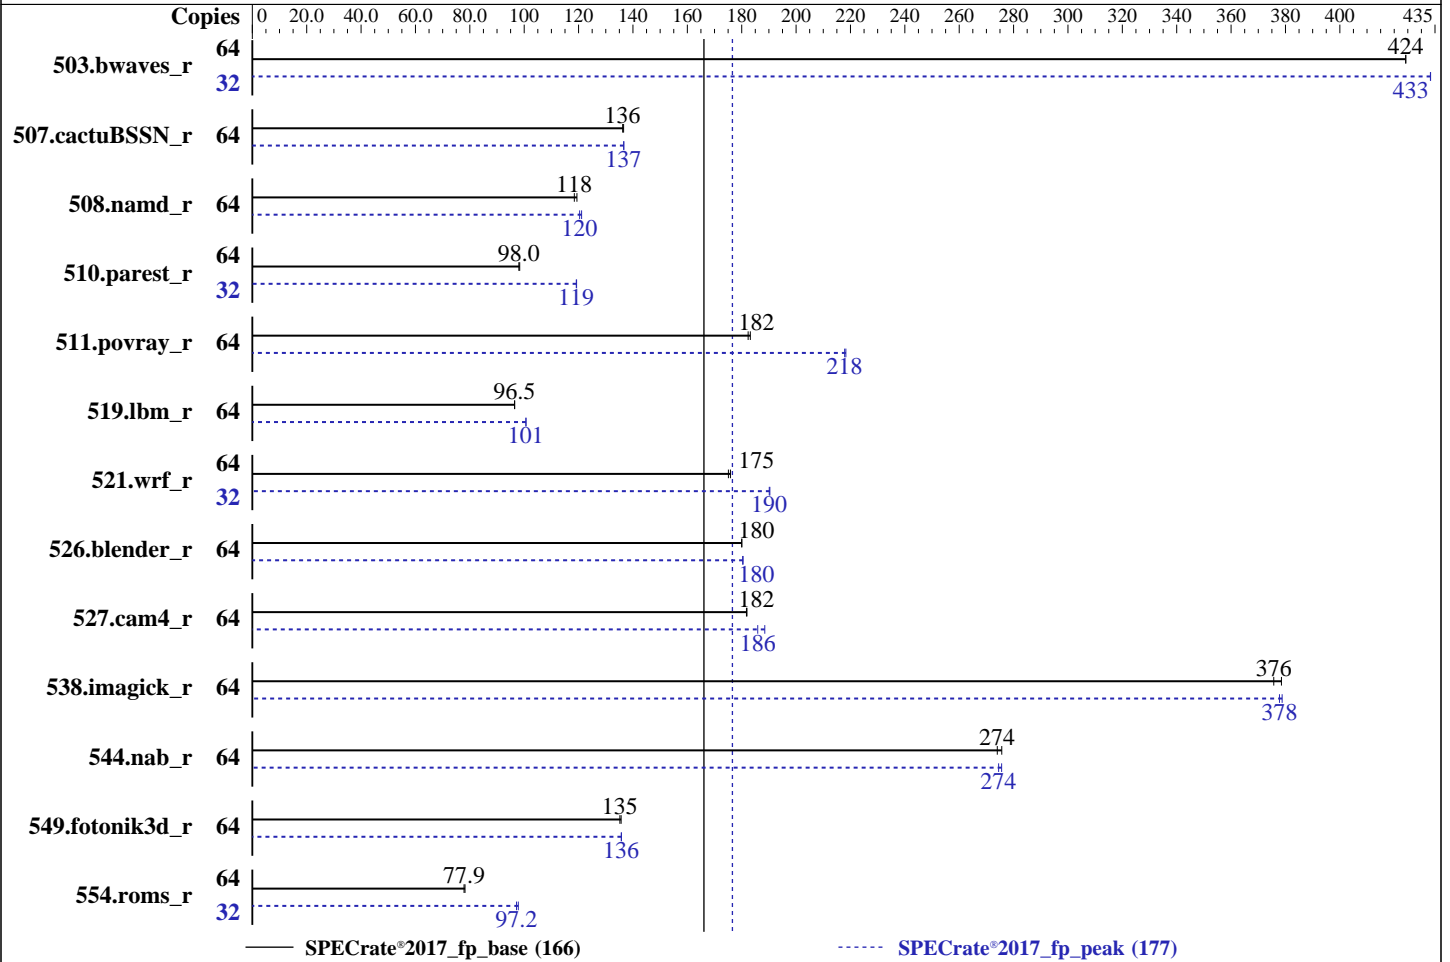 Copies 0 20.0 40.0 60.0 80.0 100 120 140 160 180 200 220 240 260 280 300 320 340 360 380 400 435
503.bwaves_r 64 424
32 433
507.cactuBSSN_r 64 136
137
508.namd_r 64 118
120
510.parest_r 64 98.0
32 119
511.povray_r 64 182
218
519.lbm_r 64 96.5
101
521.wrf_r 64 175
32 190
526.blender_r 64 180
180
527.cam4_r 64 182
186
538.imagick_r 64 376
378
544.nab_r 64 274
274
549.fotonik3d_r 64 135
136
554.roms_r 64 77.9
32 97.2
SPECrate®2017_fp_base (166) SPECrate®2017_fp_peak (177)